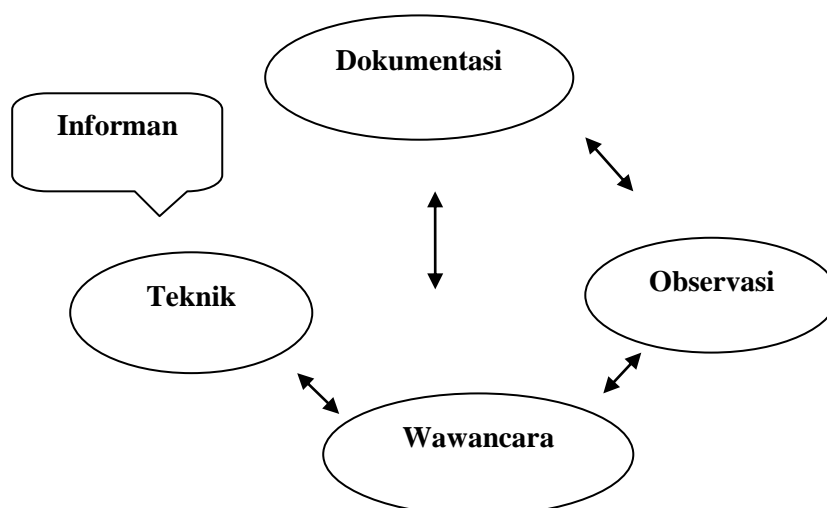 Dokumentasi
Informan
Teknik
Observasi
Wawancara